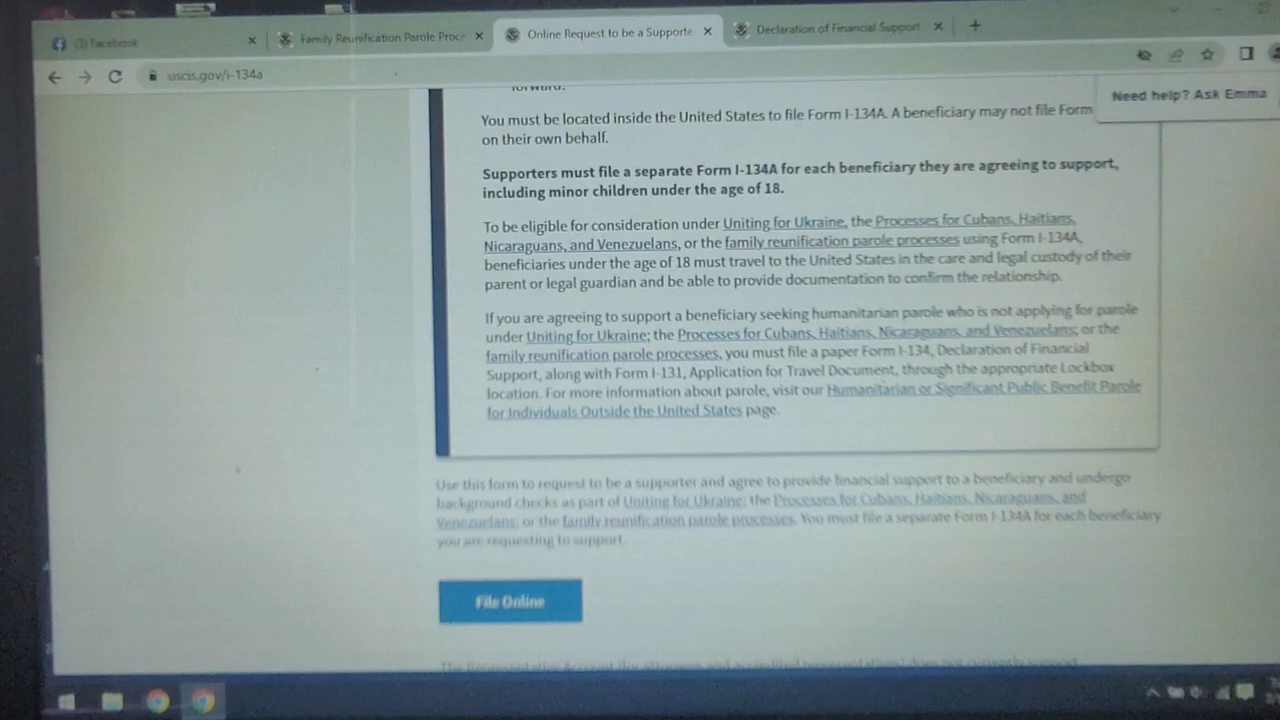 (3) Facebook
Family Reunification Parole Proce
Online Request to be a Supporte
Declaration of Financial Support
uscis.gov/i-134a
Need help? Ask Emma
forward.
You must be located inside the United States to file Form I-134A. A beneficiary may not file Form
on their own behalf.
Supporters must file a separate Form I-134A for each beneficiary they are agreeing to support,
including minor children under the age of 18.
To be eligible for consideration under Uniting for Ukraine, the Processes for Cubans, Haitians,
Nicaraguans, and Venezuelans, or the family reunification parole processes using Form I-134A,
beneficiaries under the age of 18 must travel to the United States in the care and legal custody of their
parent or legal guardian and be able to provide documentation to confirm the relationship.
If you are agreeing to support a beneficiary seeking humanitarian parole who is not applying for parole
under Uniting for Ukraine; the Processes for Cubans, Haitians, Nicaraguans, and Venezuelans; or the
family reunification parole processes, you must file a paper Form I-134, Declaration of Financial
Support, along with Form I-131, Application for Travel Document, through the appropriate Lockbox
location. For more information about parole, visit our Humanitarian or Significant Public Benefit Parole
for Individuals Outside the United States page.
Use this form to request to be a supporter and agree to provide financial support to a beneficiary and undergo
background checks as part of Uniting for Ukraine; the Processes for Cubans, Haitians, Nicaraguans, and
Venezuelans; or the family reunification parole processes. You must file a separate Form I-134A for each beneficiary
you are requesting to support.
File Online